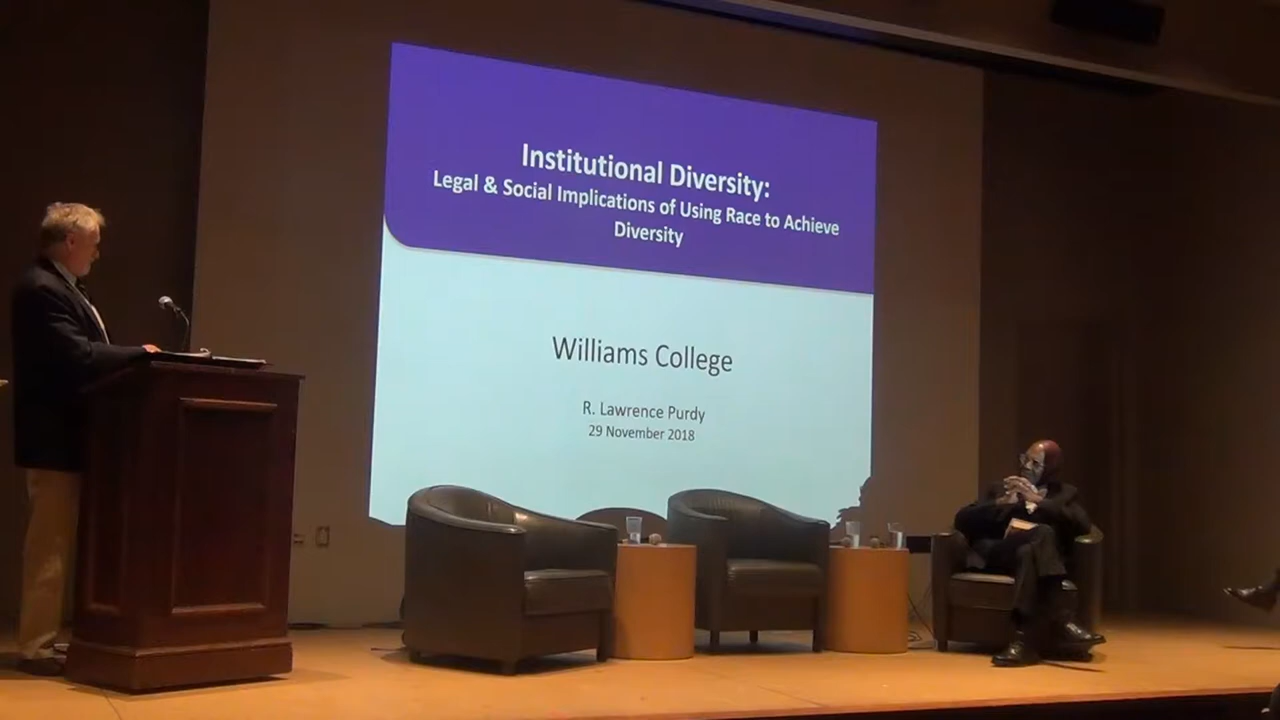 Institutional Diversity:
Legal & Social Implications of Using Race to Achieve
Diversity
Williams College
R. Lawrence Purdy
29 November 2018